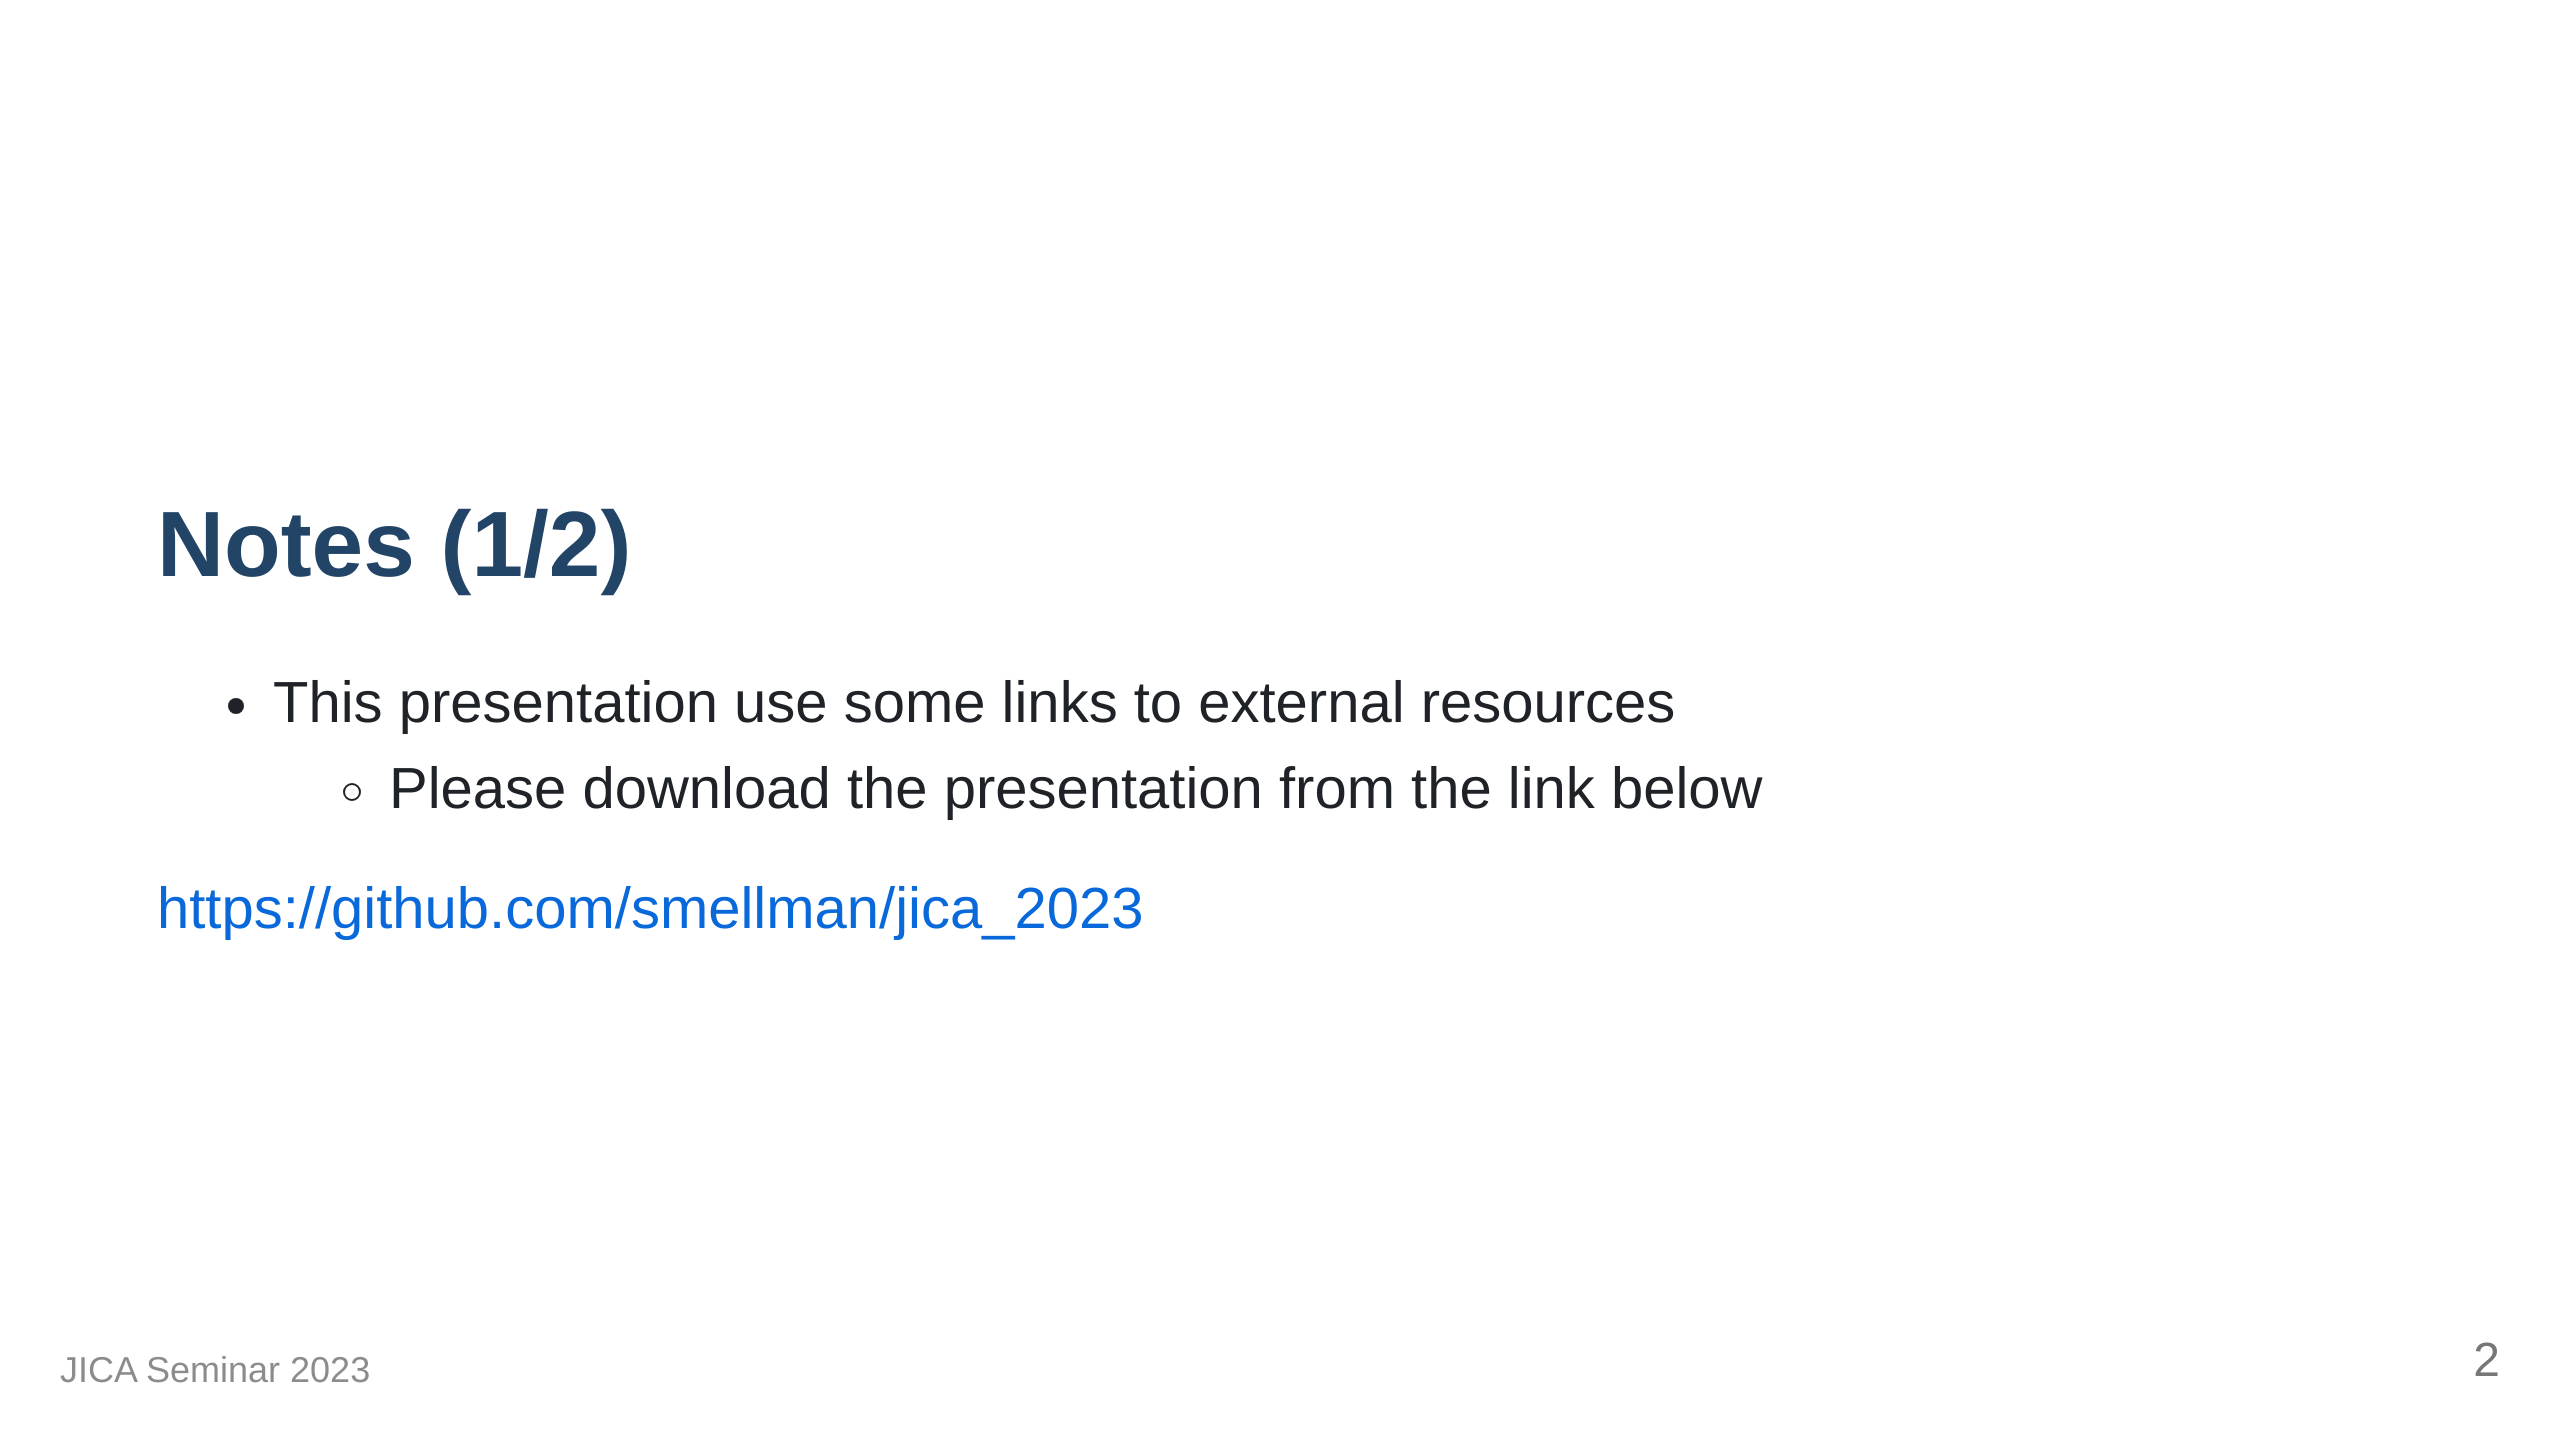 Notes (1/2)
• This presentation use some links to external resources
◦ Please download the presentation from the link below
https://github.com/smellman/jica_2023
JICA Seminar 2023
2